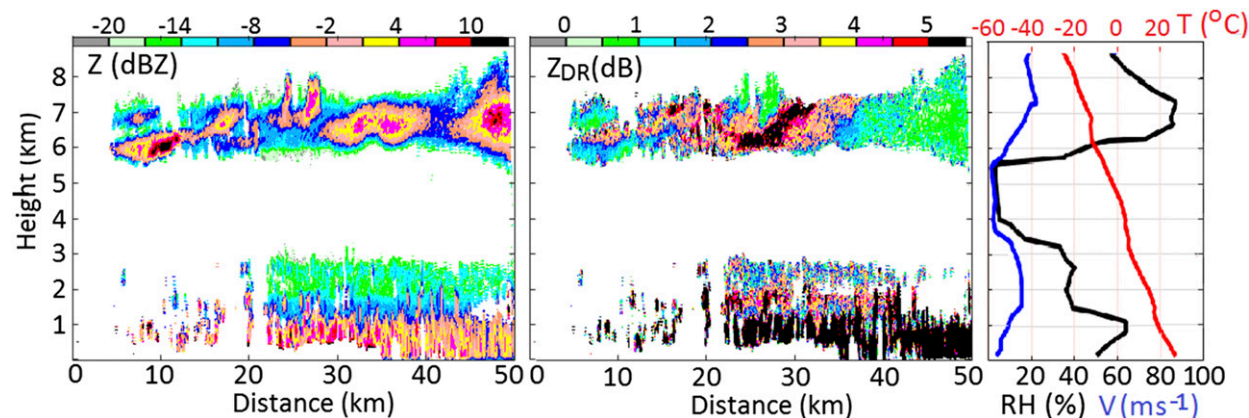 -20 -14 -8 -2 4 10
0 1 2 3 4 5
-60 -40 -20 0 20 T (°C)
Z (dBZ)
ZDR(dB)
8
7
6
5
4
3
2
1
Height (km)
0 10 20 30 40 50
0 10 20 30 40 50
20 40 60 80 100
Distance (km)
Distance (km)
RH (%) V(ms⁻¹)